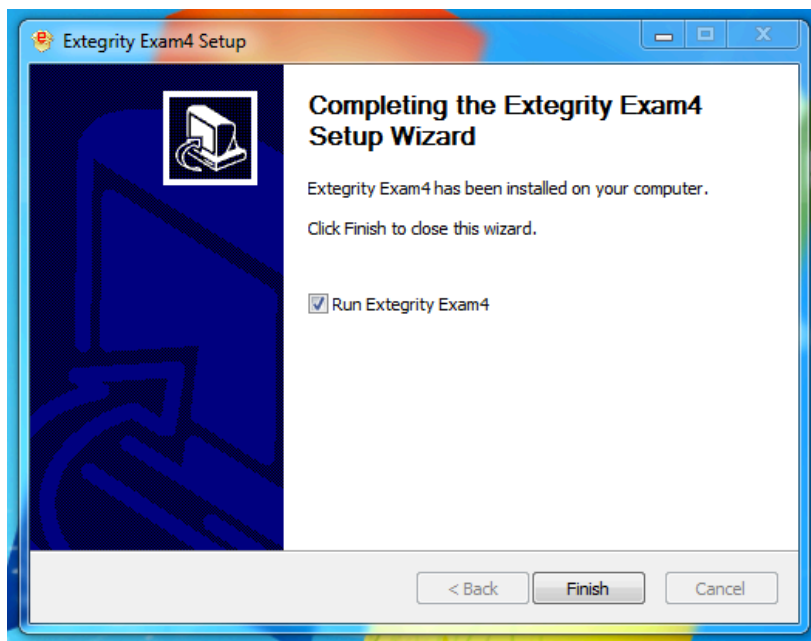 Extegrity Exam4 Setup
Completing the Extegrity Exam4
Setup Wizard
Extegrity Exam4 has been installed on your computer.
Click Finish to close this wizard.
Run Extegrity Exam4
< Back Finish Cancel